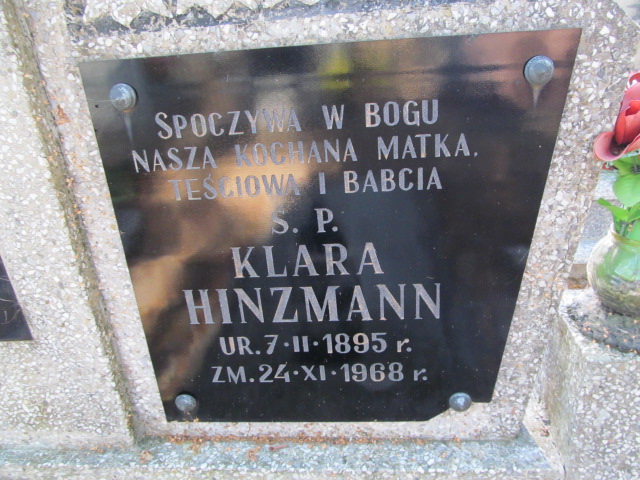 SPOCZYWA W BOGU
NASZA KOCHANA MATKA,
TEŚCIOWA I BABCIA
S. P.
KLARA
HINZMANN
UR. 7·II·1895 r.
ZM. 24·XI·1968 r.